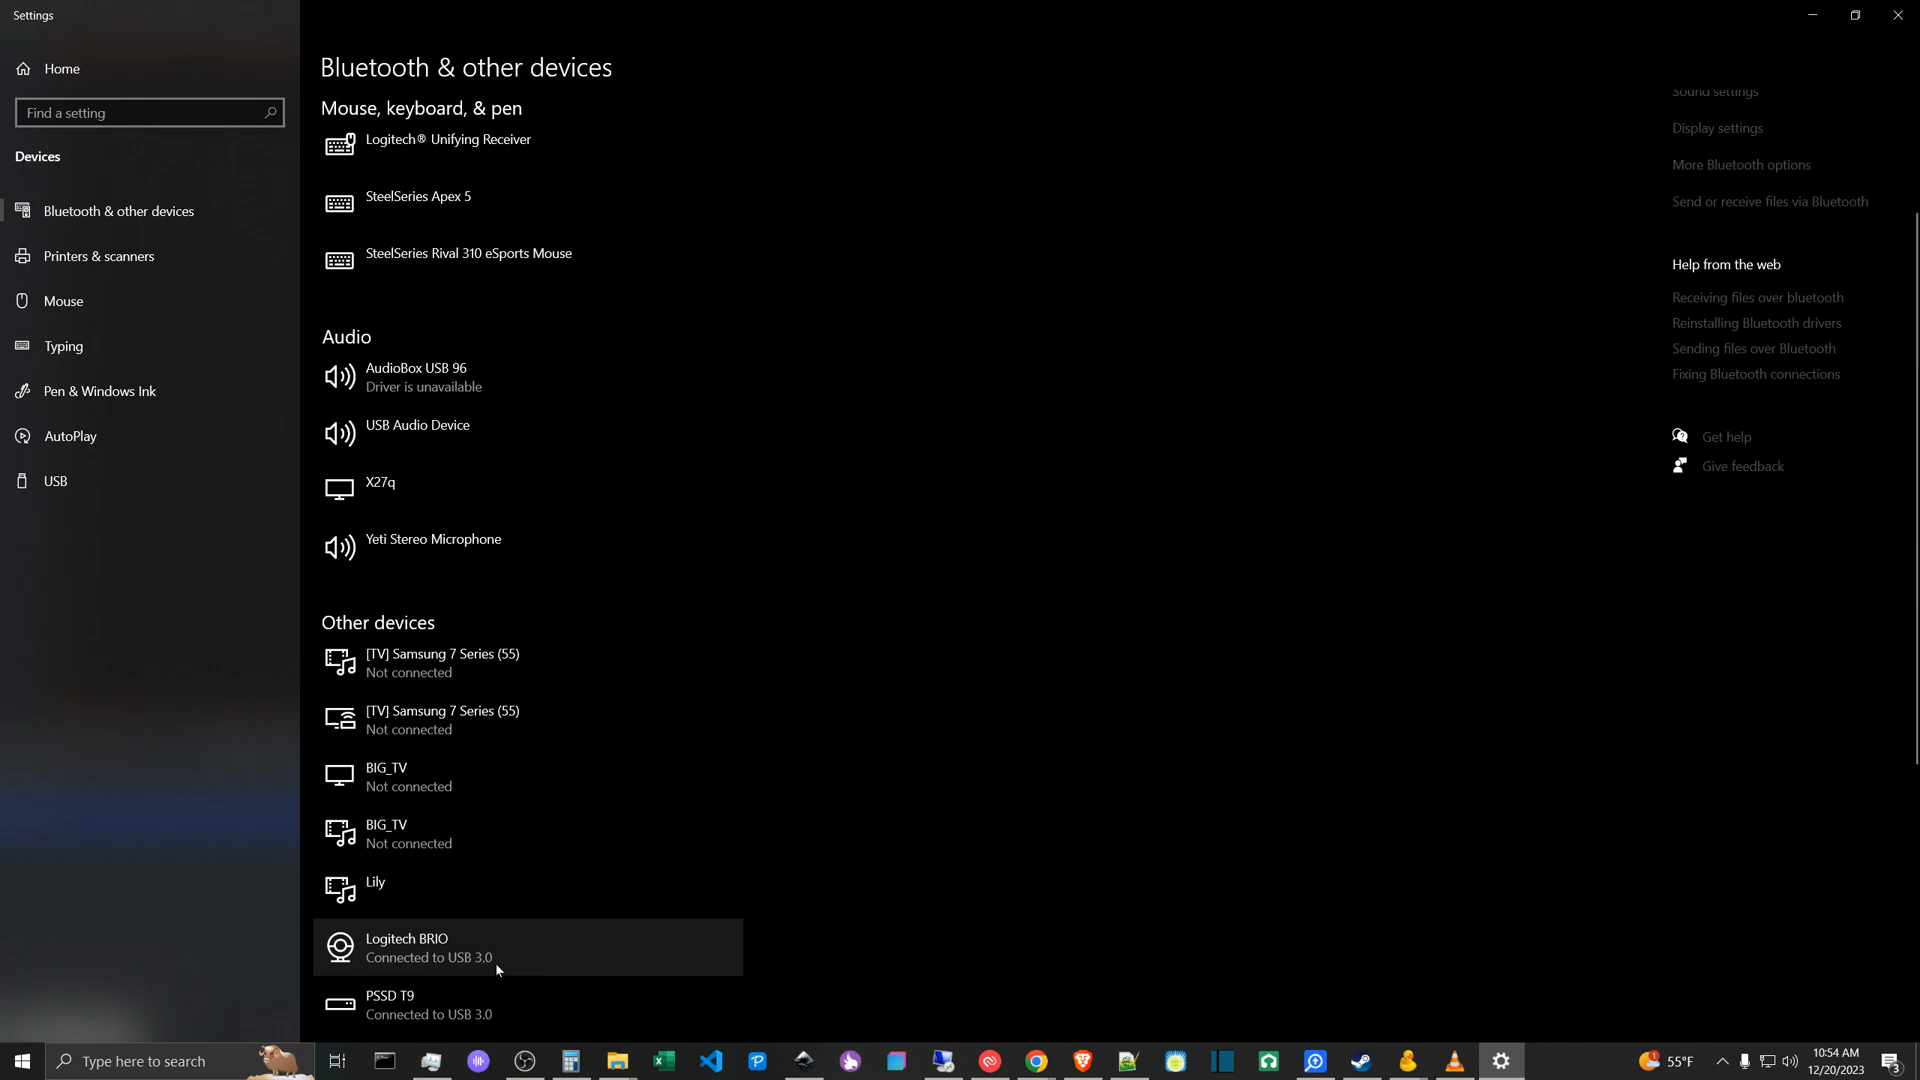 Settings
Home
Find a setting
Devices
Bluetooth & other devices
Printers & scanners
Mouse
Typing
Pen & Windows Ink
AutoPlay
USB
Bluetooth & other devices
Mouse, keyboard, & pen
Logitech® Unifying Receiver
SteelSeries Apex 5
SteelSeries Rival 310 eSports Mouse
Audio
AudioBox USB 96
Driver is unavailable
USB Audio Device
X27q
Yeti Stereo Microphone
Other devices
[TV] Samsung 7 Series (55)
Not connected
[TV] Samsung 7 Series (55)
Not connected
BIG_TV
Not connected
BIG_TV
Not connected
Lily
Logitech BRIO
Connected to USB 3.0
PSSD T9
Connected to USB 3.0
Sound settings
Display settings
More Bluetooth options
Send or receive files via Bluetooth
Help from the web
Receiving files over bluetooth
Reinstalling Bluetooth drivers
Sending files over Bluetooth
Fixing Bluetooth connections
Get help
Give feedback
Type here to search
55°F
10:54 AM
12/20/2023
3